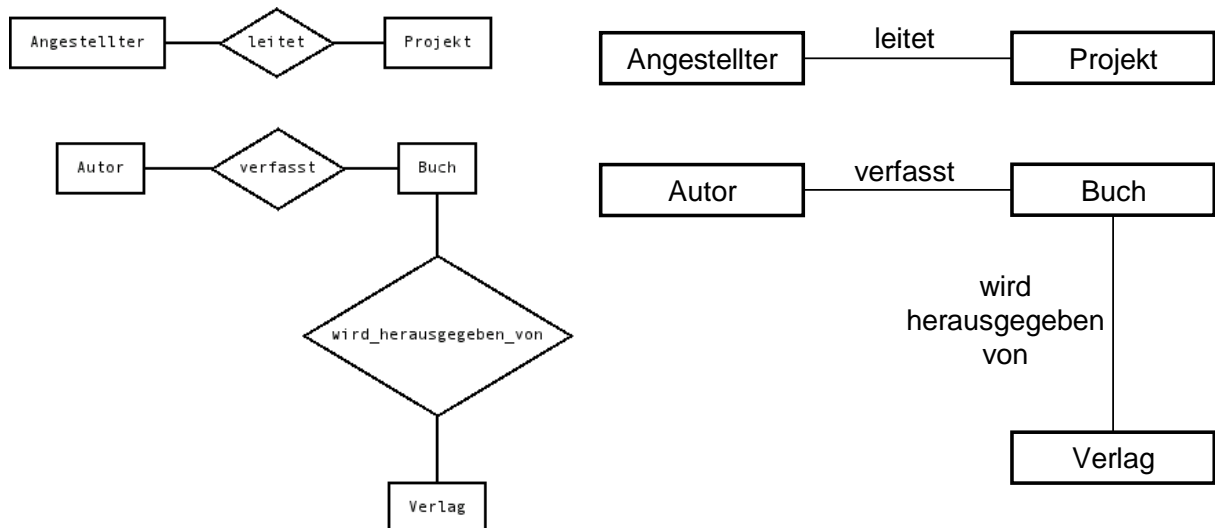 Angestellter
leitet
Projekt
Autor
verfasst
Buch
wird_herausgegeben_von
Verlag
Angestellter
leitet
Projekt
Autor
verfasst
Buch
wird
herausgegeben
von
Verlag